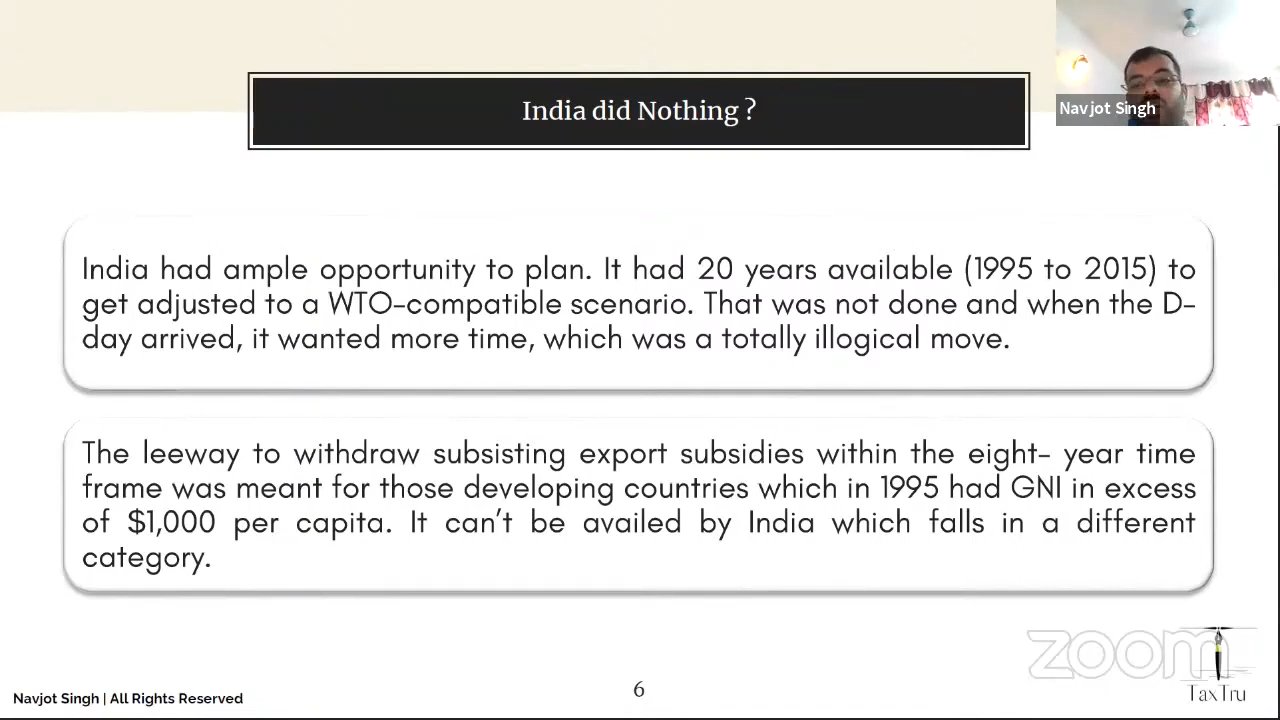 India did Nothing ?
Navjot Singh
India had ample opportunity to plan. It had 20 years available (1995 to 2015) to
get adjusted to a WTO-compatible scenario. That was not done and when the D-
day arrived, it wanted more time, which was a totally illogical move.
The leeway to withdraw subsisting export subsidies within the eight- year time
frame was meant for those developing countries which in 1995 had GNI in excess
of $1,000 per capita. It can't be availed by India which falls in a different
category.
zoom
TaxTru
Navjot Singh | All Rights Reserved
6